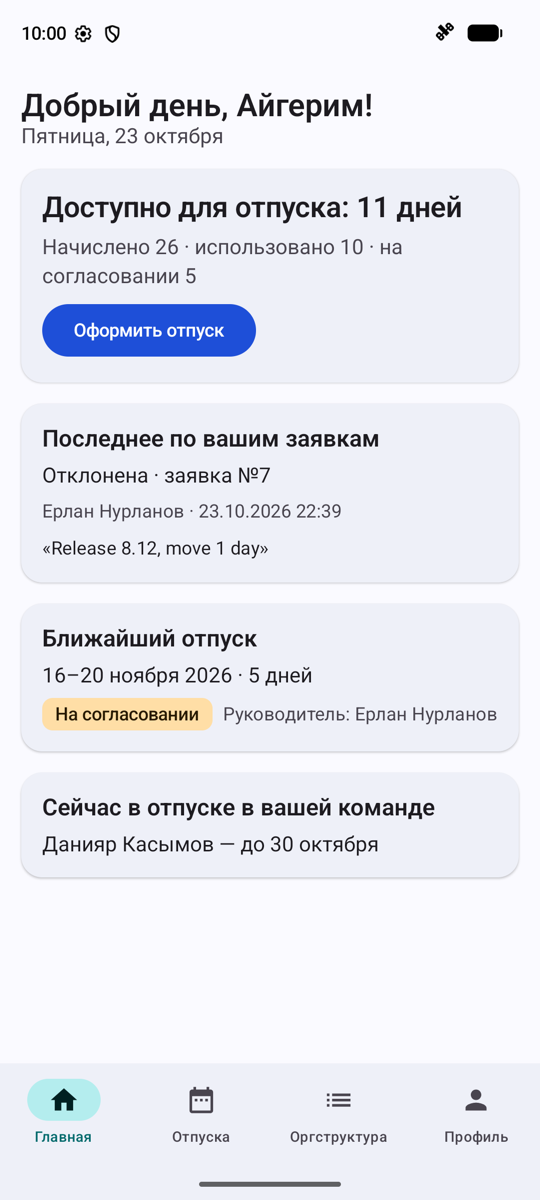 10:00
Добрый день, Айгерим!
Пятница, 23 октября
Доступно для отпуска: 11 дней
Начислено 26 · использовано 10 · на
согласовании 5
Оформить отпуск
Последнее по вашим заявкам
Отклонена · заявка №7
Ерлан Нурланов · 23.10.2026 22:39
«Release 8.12, move 1 day»
Ближайший отпуск
16–20 ноября 2026 · 5 дней
На согласовании Руководитель: Ерлан Нурланов
Сейчас в отпуске в вашей команде
Данияр Касымов — до 30 октября
Главная Отпуска Оргструктура Профиль